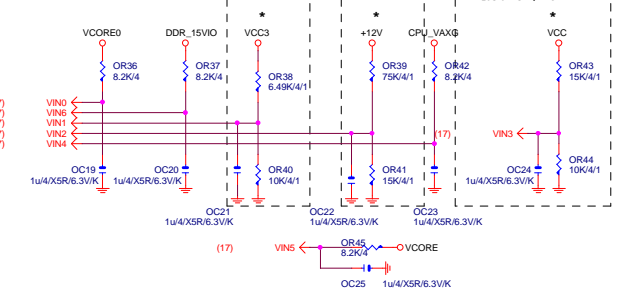 *
*
*
VCORE0
DDR_15VIO
VCC3
+12V
CPU_VAXG
VCC
OR36
8.2K/4
OR37
8.2K/4
OR38
6.49K/4/1
OR39
75K/4/1
OR42
8.2K/4
OR43
15K/4/1
VIN0
VIN6
VIN1
VIN2
VIN4
(17)
VIN3
OC19
1u/4/X5R/6.3V/K
OC20
1u/4/X5R/6.3V/K
OR40
10K/4/1
OR41
15K/4/1
OC24
1u/4/X5R/6.3V/K
OR44
10K/4/1
OC21
1u/4/X5R/6.3V/K
OC22
1u/4/X5R/6.3V/K
OC23
1u/4/X5R/6.3V/K
(17)
VIN5
OR45
8.2K/4
VCORE
OC25
1u/4/X5R/6.3V/K